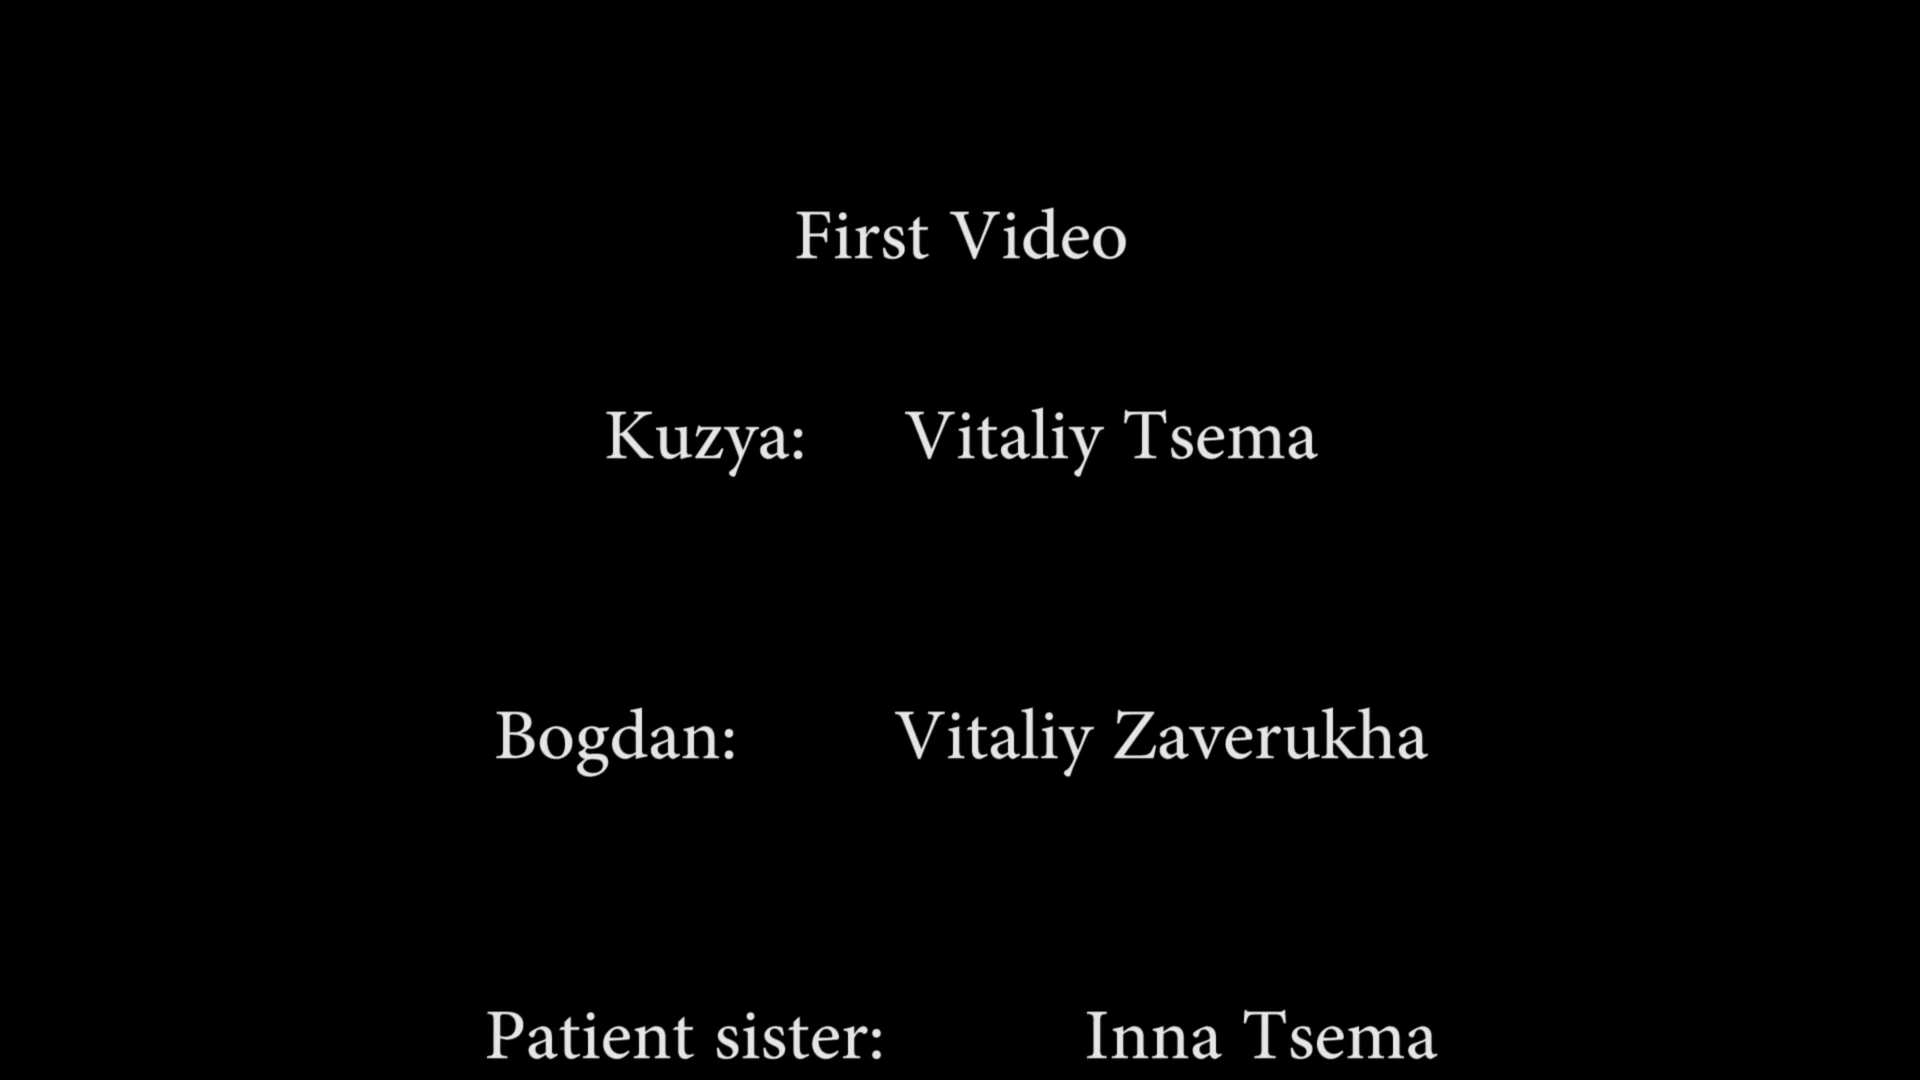 First Video
Kuzya: Vitaliy Tsema
Bogdan: Vitaliy Zaverukha
Patient sister: Inna Tsema